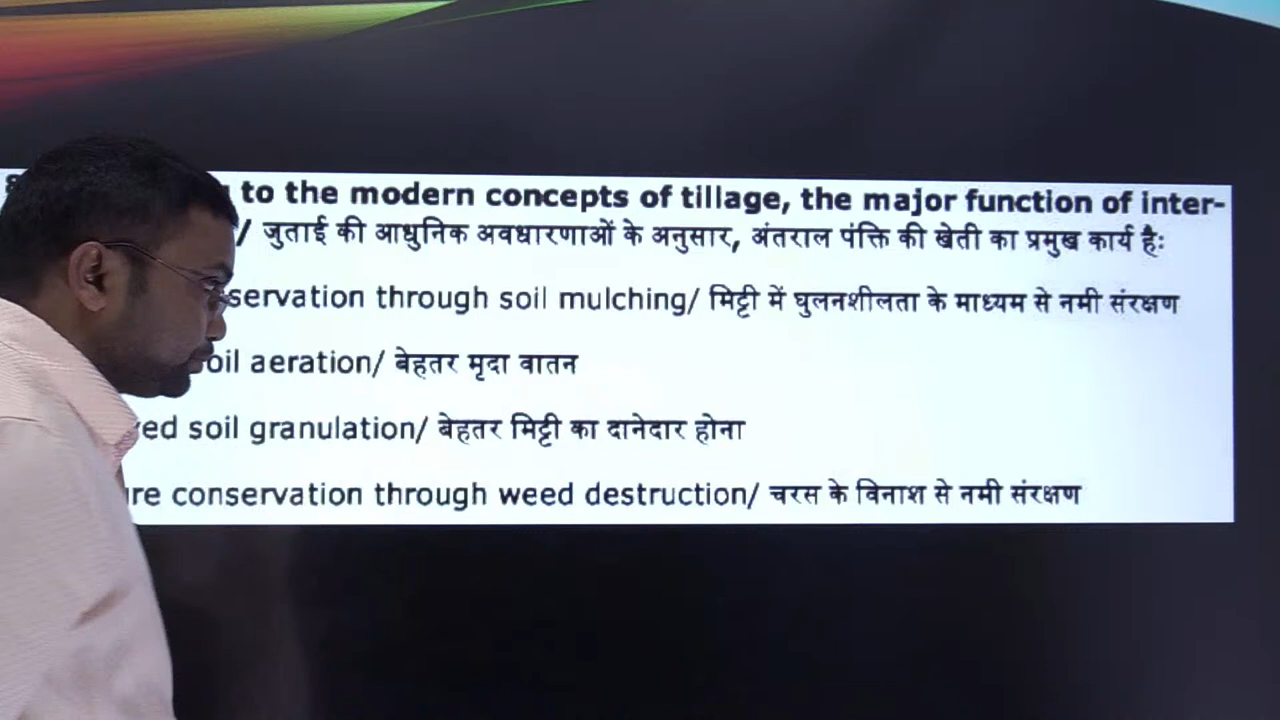 to the modern concepts of tillage, the major function of inter-
/ जुताई की आधुनिक अवधारणाओं के अनुसार, अंतराल पंक्ति की खेती का प्रमुख कार्य है:
servation through soil mulching/ मिट्टी में घुलनशीलता के माध्यम से नमी संरक्षण
oil aeration/ बेहतर मृदा वातन
ed soil granulation/ बेहतर मिट्टी का दानेदार होना
re conservation through weed destruction/ चरस के विनाश से नमी संरक्षण